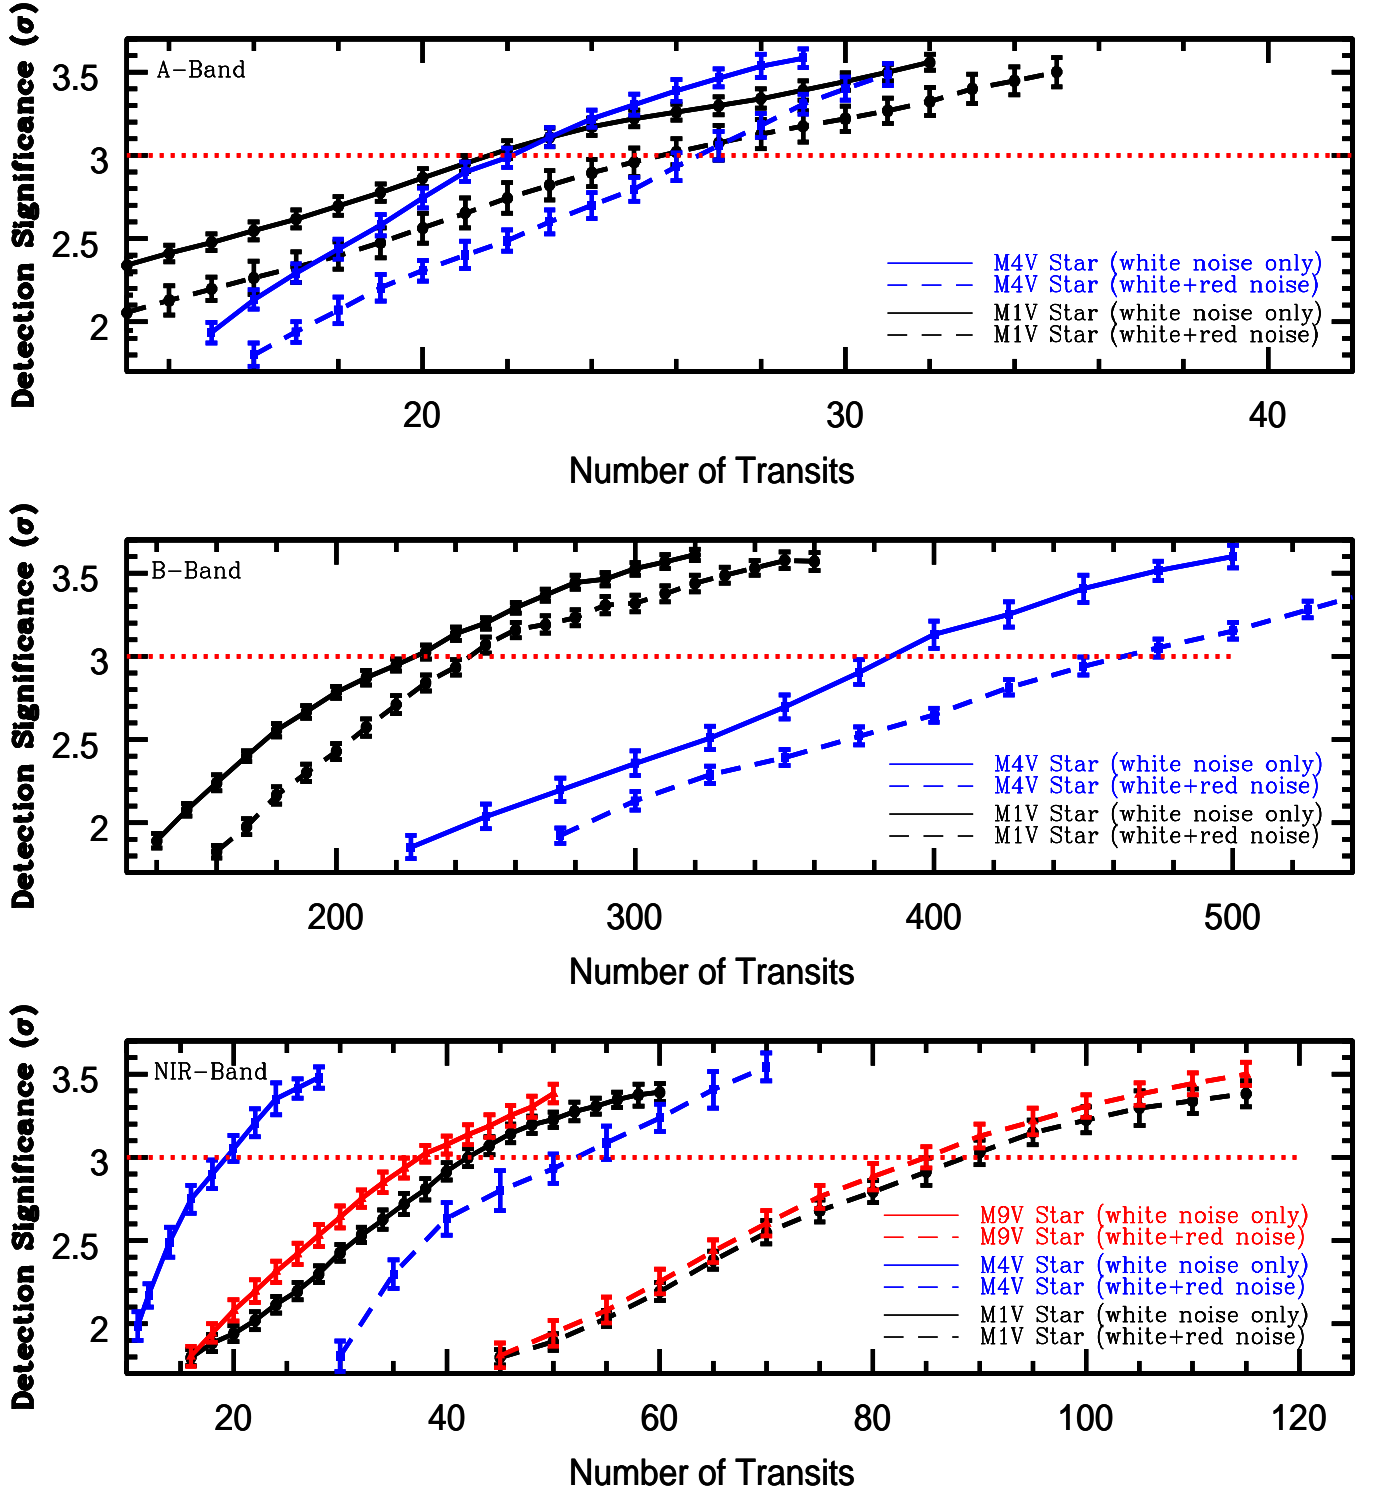 Detection Significance (σ)
A-Band
3.5
3
2.5
2
M4V Star (white noise only)
M4V Star (white+red noise)
M1V Star (white noise only)
M1V Star (white+red noise)
20 30 40
Number of Transits
Detection Significance (σ)
B-Band
3.5
3
2.5
2
M4V Star (white noise only)
M4V Star (white+red noise)
M1V Star (white noise only)
M1V Star (white+red noise)
200 300 400 500
Number of Transits
Detection Significance (σ)
NIR-Band
3.5
3
2.5
2
M9V Star (white noise only)
M9V Star (white+red noise)
M4V Star (white noise only)
M4V Star (white+red noise)
M1V Star (white noise only)
M1V Star (white+red noise)
20 40 60 80 100 120
Number of Transits